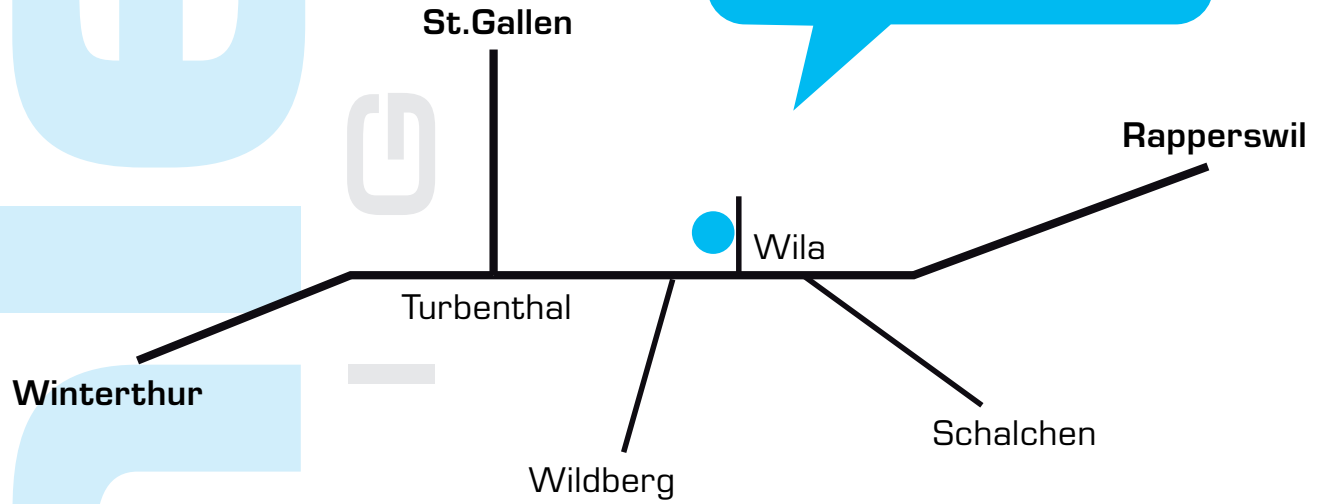 St.Gallen
Rapperswil
Wila
Turbenthal
Winterthur
Schalchen
Wildberg